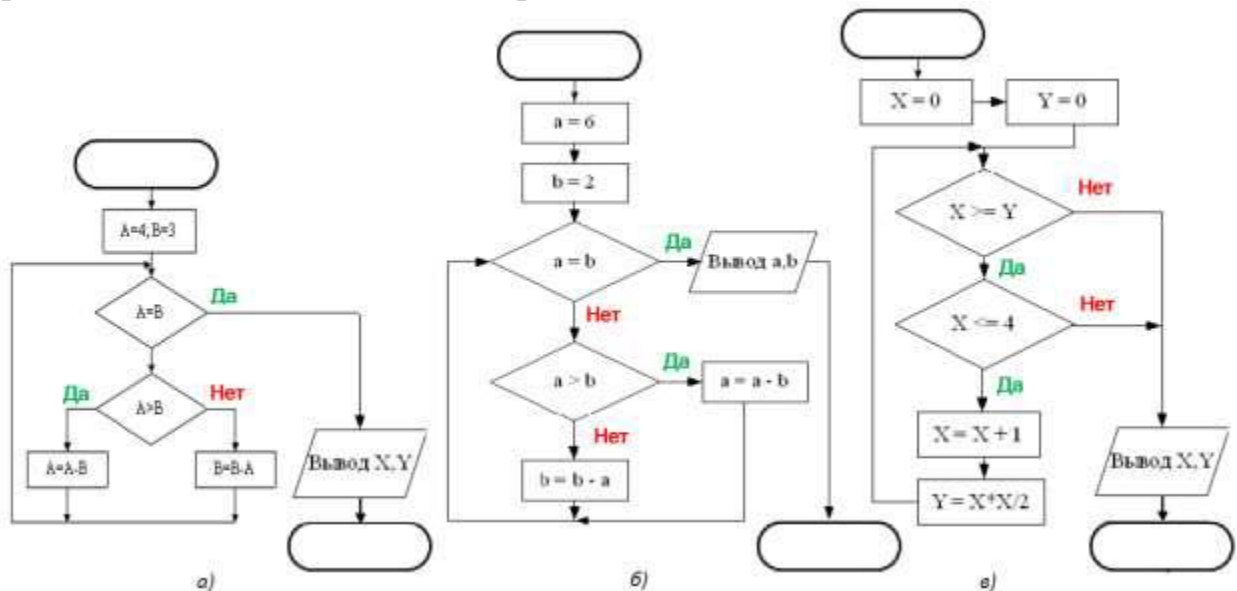 A=4;B=3
A=B
Да
A>B
Да
Нет
A=A-B
B=B-A
Вывод X,Y
а)
a = 6
b = 2
a = b
Да
Вывод a,b
Нет
a > b
Да
a = a - b
Нет
b = b - a
б)
X = 0
Y = 0
X >= Y
Нет
Да
X <= 4
Нет
Да
X = X + 1
Y = X*X/2
Вывод X,Y
в)